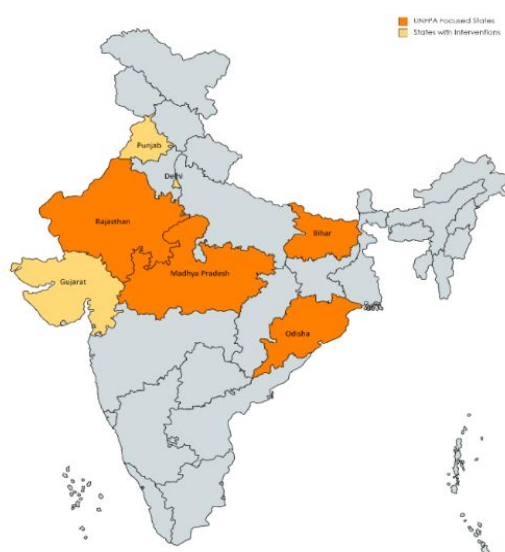 UNFPA Focused States
States with Interventions
Punjab
Delhi
Rajasthan
Bihar
Madhya Pradesh
Gujarat
Odisha